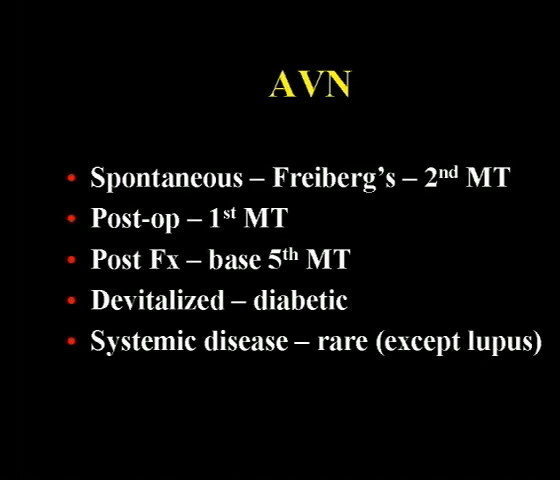 AVN
• Spontaneous – Freiberg's – 2nd MT
• Post-op – 1st MT
• Post Fx – base 5th MT
• Devitalized – diabetic
• Systemic disease – rare (except lupus)